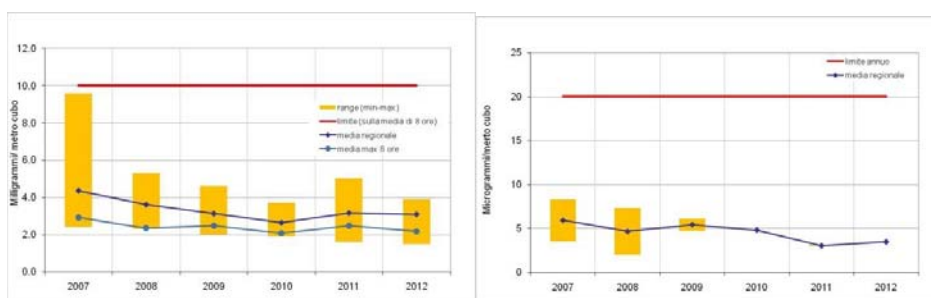 12.0
10.0
8.0
6.0
4.0
2.0
0.0
Milligrammi/ metro cubo
range (min-max)
limite (sulla media di 8 ore)
media regionale
media max 8 ore
2007 2008 2009 2010 2011 2012
25
20
15
10
5
0
Microgrammi/merto cubo
limite annuo
media regionale
2007 2008 2009 2010 2011 2012